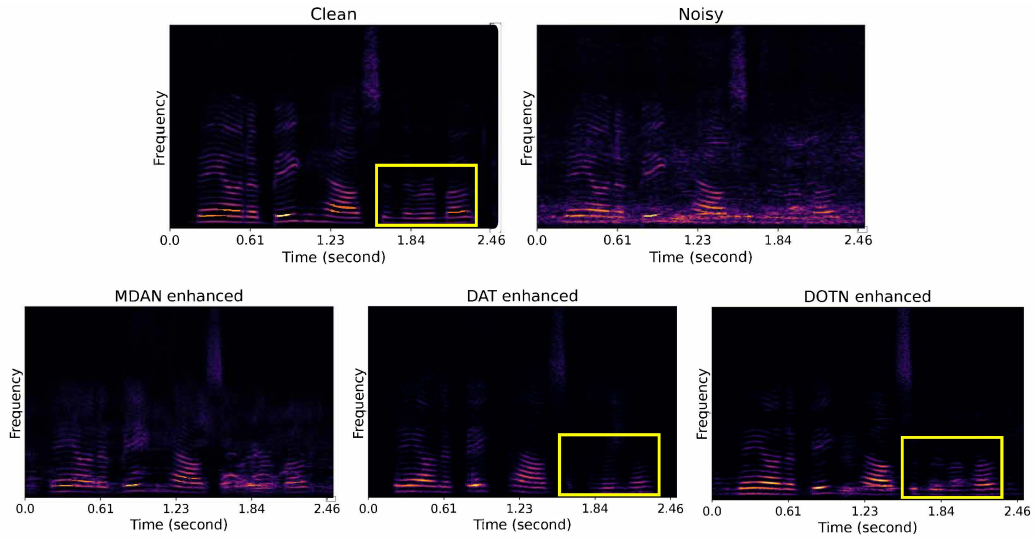 Clean
Noisy
Frequency
Frequency
0.0 0.61 1.23 1.84 2.46
0.0 0.61 1.23 1.84 2.46
Time (second)
Time (second)
MDAN enhanced
DAT enhanced
DOTN enhanced
Frequency
Frequency
Frequency
0.0 0.61 1.23 1.84 2.46
0.0 0.61 1.23 1.84 2.46
0.0 0.61 1.23 1.84 2.46
Time (second)
Time (second)
Time (second)